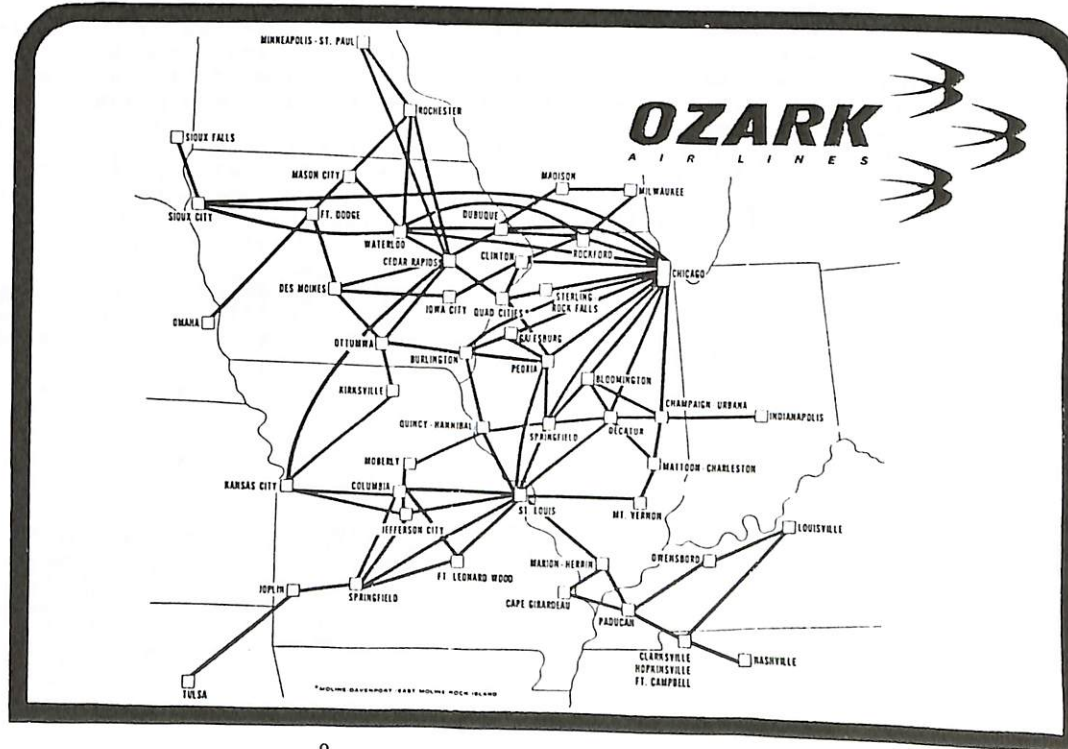 MINNEAPOLIS - ST. PAUL
ROCHESTER
OZARK
AIR LINES
SIOUX FALLS
MADISON
MASON CITY
MILWAUKEE
SIOUX CITY
FT. DODGE
DUBUQUE
WATERLOO
CLINTON
ROCKFORD
CEDAR RAPIDS
CHICAGO
DES MOINES
IOWA CITY
QUAD CITIES*
STERLING
ROCK FALLS
OMAHA
OTTUMWA
GALESBURG
BURLINGTON
PEORIA
BLOOMINGTON
KIRKSVILLE
CHAMPAIGN URBANA
INDIANAPOLIS
QUINCY - HANNIBAL
SPRINGFIELD
DECATUR
MOBERLY
MATTOON - CHARLESTON
KANSAS CITY
COLUMBIA
ST. LOUIS
MT. VERNON
JEFFERSON CITY
LOUISVILLE
OWENSBORO
MARION - HERRIN
FT LEONARD WOOD
JOPLIN
SPRINGFIELD
CAPE GIRARDEAU
PADUCAH
CLARKSVILLE
HOPKINSVILLE
FT. CAMPBELL
NASHVILLE
TULSA
*MOLINE DAVENPORT EAST MOLINE ROCK ISLAND